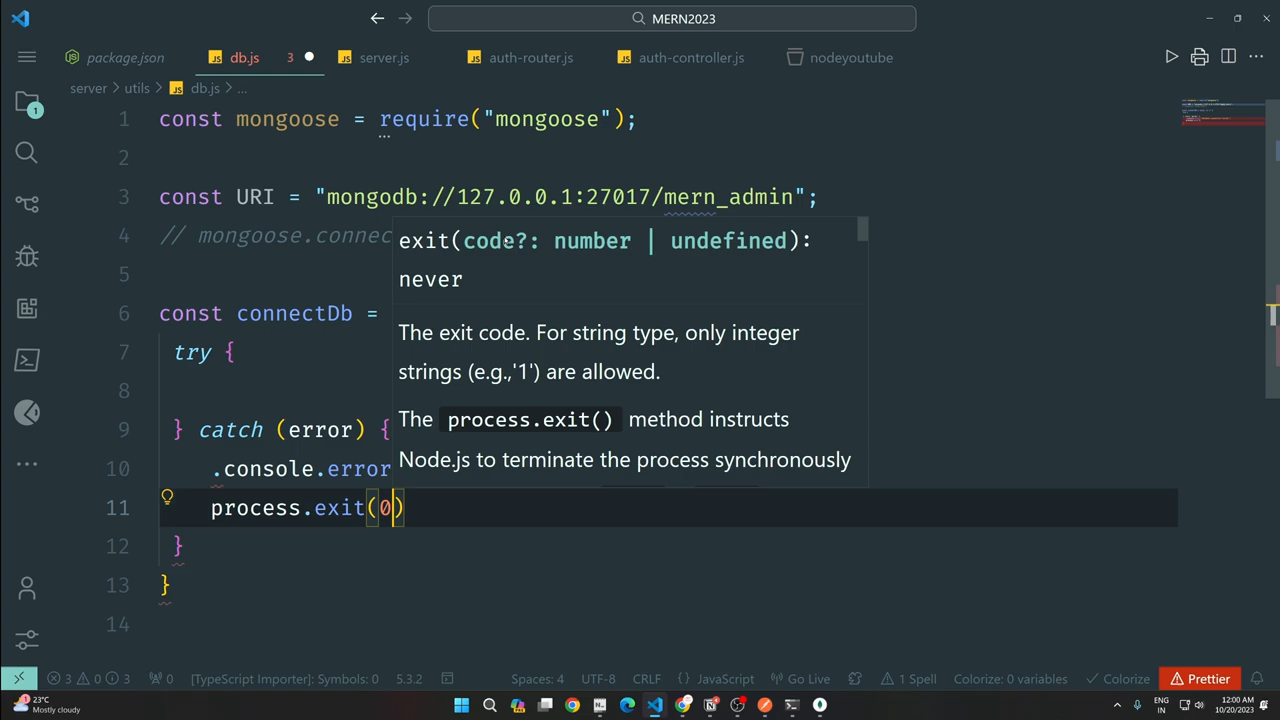 MERN2023
package.json
db.js 3
server.js
auth-router.js
auth-controller.js
nodeyoutube
server > utils > JS db.js > ...
1 const mongoose = require("mongoose");
2
3 const URI = "mongodb://127.0.0.1:27017/mern_admin";
4 // mongoose.connec
exit(code?: number | undefined):
5
never
6 const connectDb =
The exit code. For string type, only integer
7 try {
strings (e.g.,'1') are allowed.
8
The process.exit() method instructs
9 } catch (error) {
Node.js to terminate the process synchronously
10 .console.error
11 process.exit(0)
12 }
13 }
14
3 0 3 0 [TypeScript Importer]: Symbols: 0 5.3.2 Spaces: 4 UTF-8 CRLF {} JavaScript Go Live 1 Spell Colorize: 0 variables Colorize Prettier
23°C
Mostly cloudy
ENG
IN
12:00 AM
10/20/2023